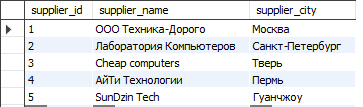 supplier_id supplier_name supplier_city
1 ООО Техника-Дорого Москва
2 Лаборатория Компьютеров Санкт-Петербург
3 Cheap computers Тверь
4 АйТи Технологии Пермь
5 SunDzin Tech Гуанчжоу